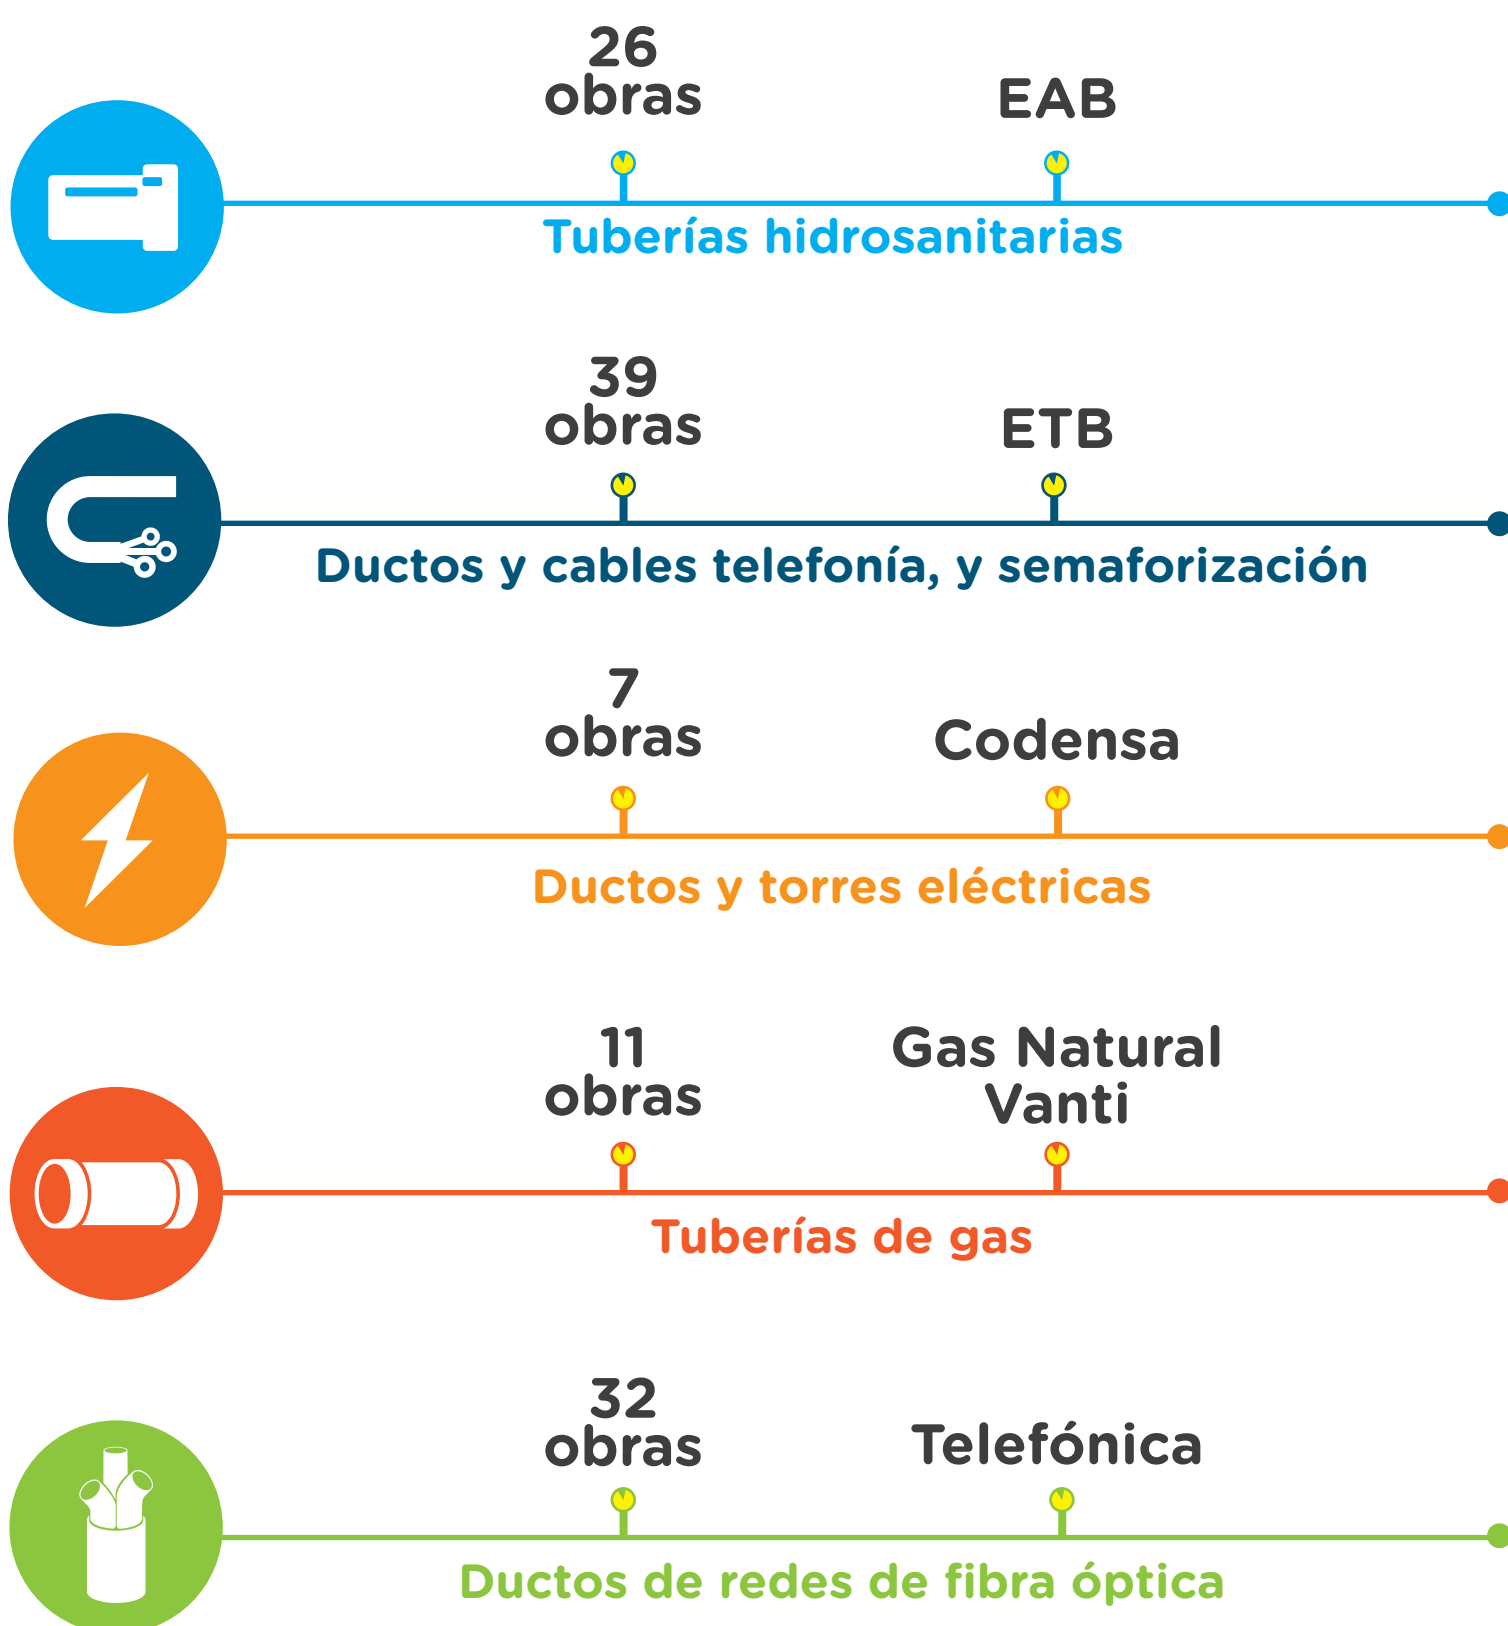 26
obras
EAB
Tuberías hidrosanitarias
39
obras
ETB
Ductos y cables telefonía, y semaforización
7
obras
Codensa
Ductos y torres eléctricas
11
obras
Gas Natural
Vanti
Tuberías de gas
32
obras
Telefónica
Ductos de redes de fibra óptica